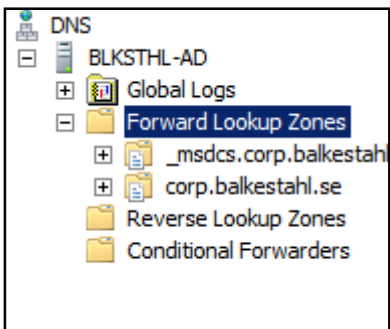 DNS
BLKSTHL-AD
Global Logs
Forward Lookup Zones
_msdcs.corp.balkestahl
corp.balkestahl.se
Reverse Lookup Zones
Conditional Forwarders